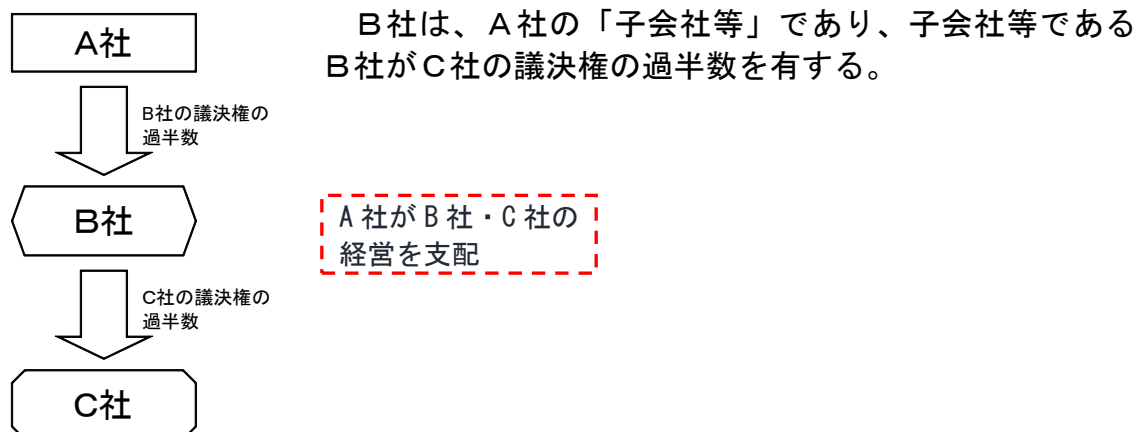 A社
B社は、A社の「子会社等」であり、子会社等である
B社がC社の議決権の過半数を有する。
B社の議決権の
過半数
B社
A社がB社・C社の
経営を支配
C社の議決権の
過半数
C社